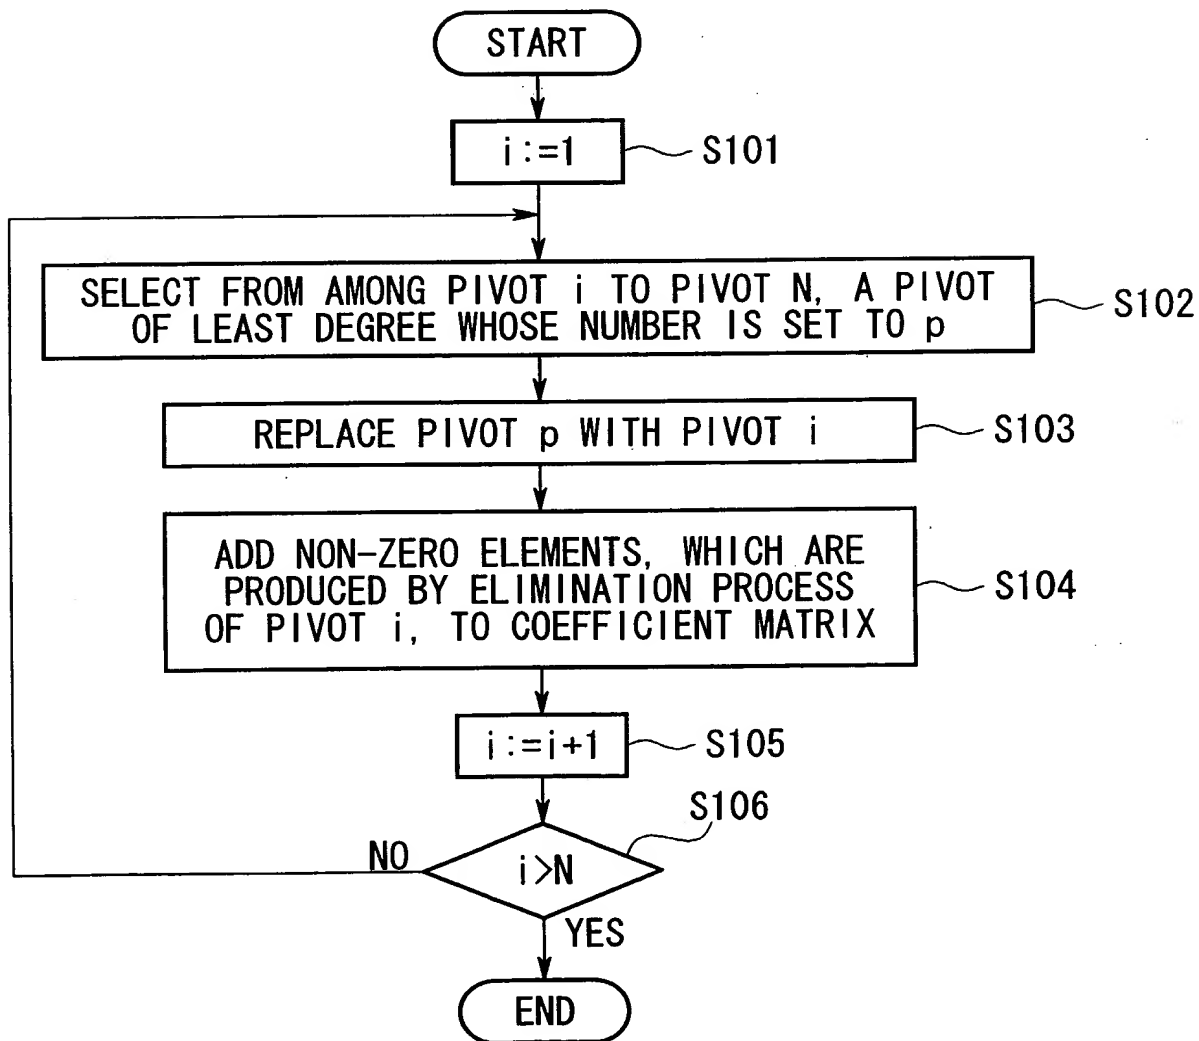 START
i:=1
S101
SELECT FROM AMONG PIVOT i TO PIVOT N, A PIVOT
OF LEAST DEGREE WHOSE NUMBER IS SET TO p
S102
REPLACE PIVOT p WITH PIVOT i
S103
ADD NON-ZERO ELEMENTS, WHICH ARE
PRODUCED BY ELIMINATION PROCESS
OF PIVOT i, TO COEFFICIENT MATRIX
S104
i:=i+1
S105
S106
i>N
NO
YES
END